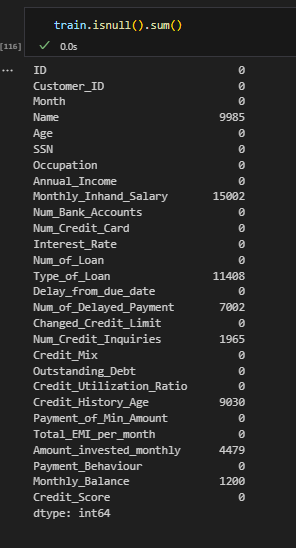 train.isnull().sum()
[116] 0.0s
... ID 0
Customer_ID 0
Month 0
Name 9985
Age 0
SSN 0
Occupation 0
Annual_Income 0
Monthly_Inhand_Salary 15002
Num_Bank_Accounts 0
Num_Credit_Card 0
Interest_Rate 0
Num_of_Loan 0
Type_of_Loan 11408
Delay_from_due_date 0
Num_of_Delayed_Payment 7002
Changed_Credit_Limit 0
Num_Credit_Inquiries 1965
Credit_Mix 0
Outstanding_Debt 0
Credit_Utilization_Ratio 0
Credit_History_Age 9030
Payment_of_Min_Amount 0
Total_EMI_per_month 0
Amount_invested_monthly 4479
Payment_Behaviour 0
Monthly_Balance 1200
Credit_Score 0
dtype: int64